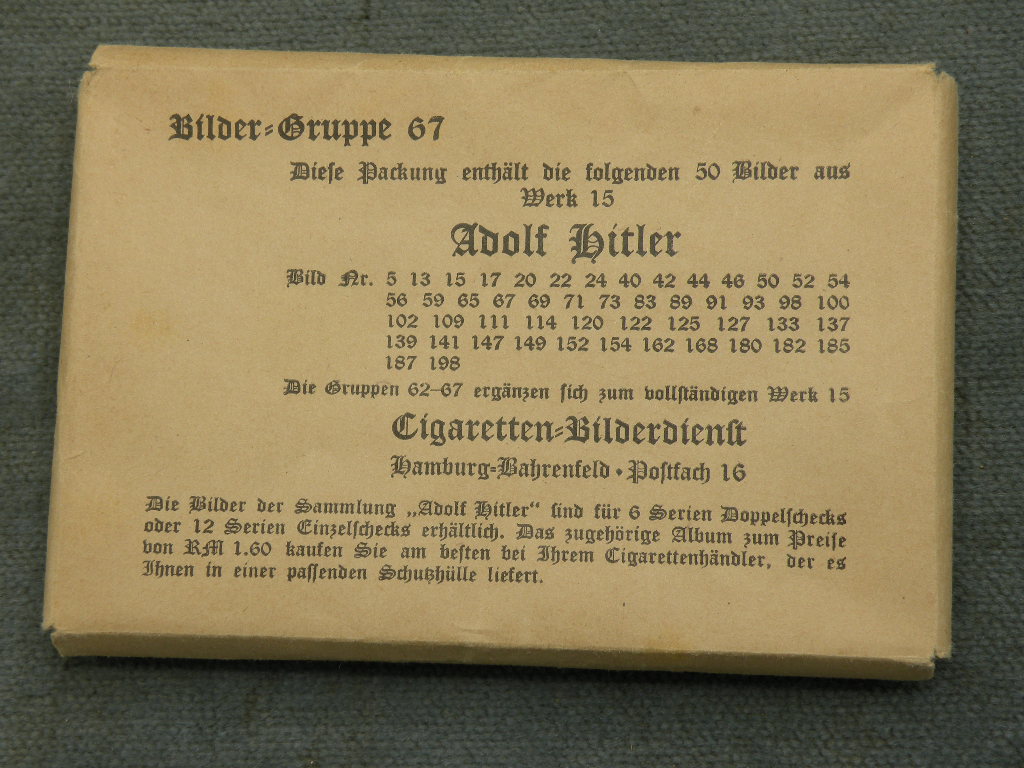 Bilder-Gruppe 67
Diese Packung enthält die folgenden 50 Bilder aus
Werk 15
Adolf Hitler
Bild Nr. 5 13 15 17 20 22 24 40 42 44 46 50 52 54
56 59 65 67 69 71 73 83 89 91 93 98 100
102 109 111 114 120 122 125 127 133 137
139 141 147 149 152 154 162 168 180 182 185
187 198
Die Gruppen 62–67 ergänzen sich zum vollständigen Werk 15
Cigaretten-Bilderdienst
Hamburg-Bahrenfeld • Postfach 16
Die Bilder der Sammlung „Adolf Hitler“ sind für 6 Serien Doppelschecks
oder 12 Serien Einzelschecks erhältlich. Das zugehörige Album zum Preise
von RM 1.60 kaufen Sie am besten bei Ihrem Cigarettenhändler, der es
Ihnen in einer passenden Schutzhülle liefert.